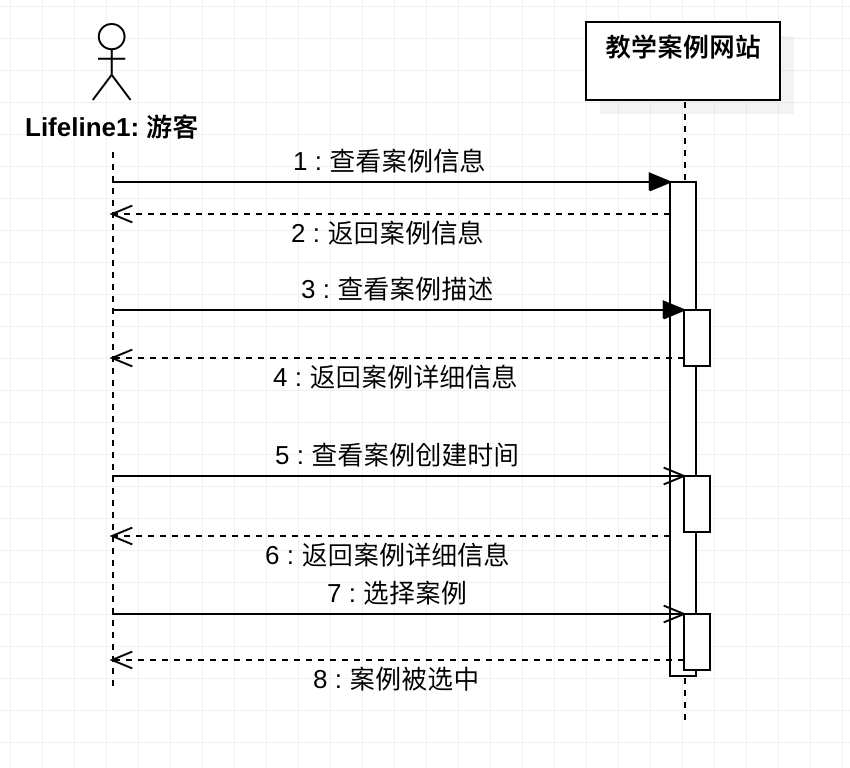 教学案例网站
Lifeline1: 游客
1 : 查看案例信息
2 : 返回案例信息
3 : 查看案例描述
4 : 返回案例详细信息
5 : 查看案例创建时间
6 : 返回案例详细信息
7 : 选择案例
8 : 案例被选中